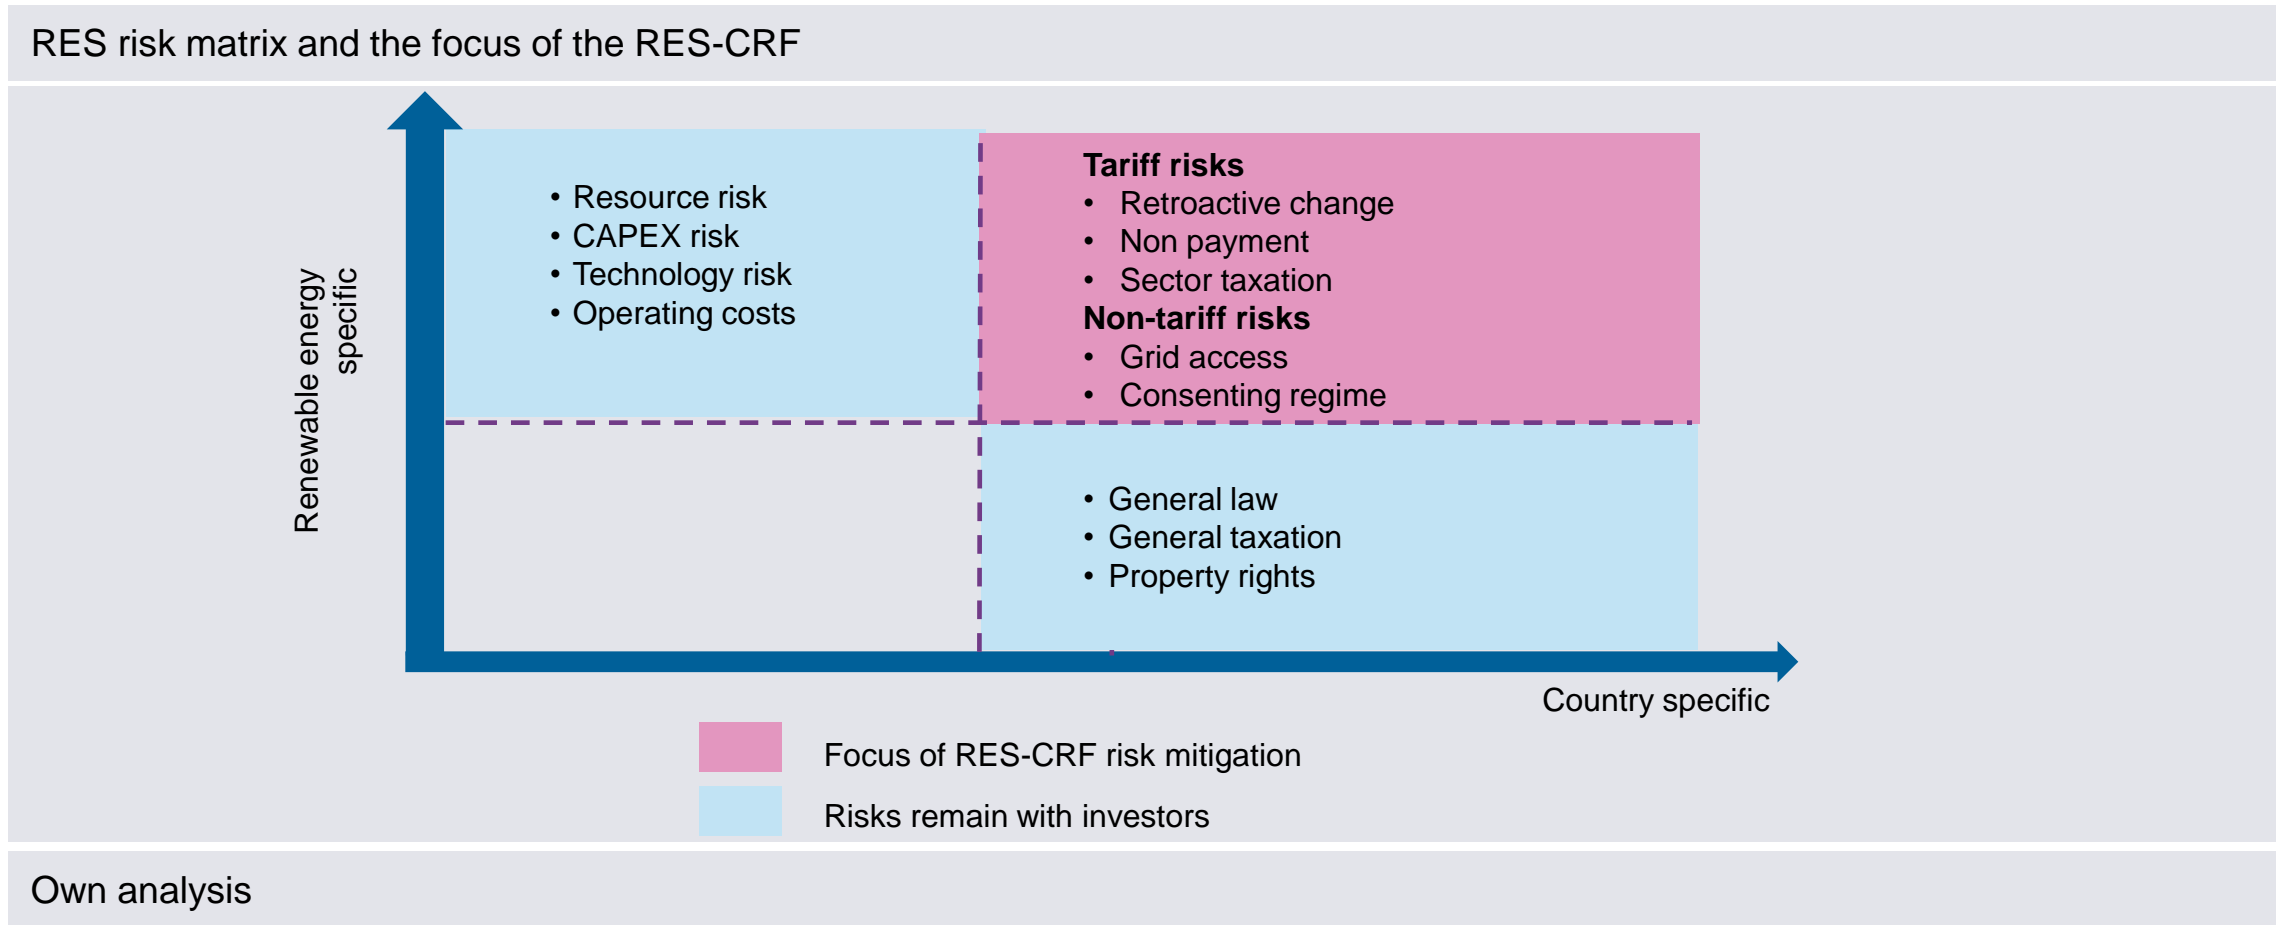 RES risk matrix and the focus of the RES-CRF
Renewable energy
specific
• Resource risk
• CAPEX risk
• Technology risk
• Operating costs
Tariff risks
• Retroactive change
• Non payment
• Sector taxation
Non-tariff risks
• Grid access
• Consenting regime
• General law
• General taxation
• Property rights
Country specific
Focus of RES-CRF risk mitigation
Risks remain with investors
Own analysis